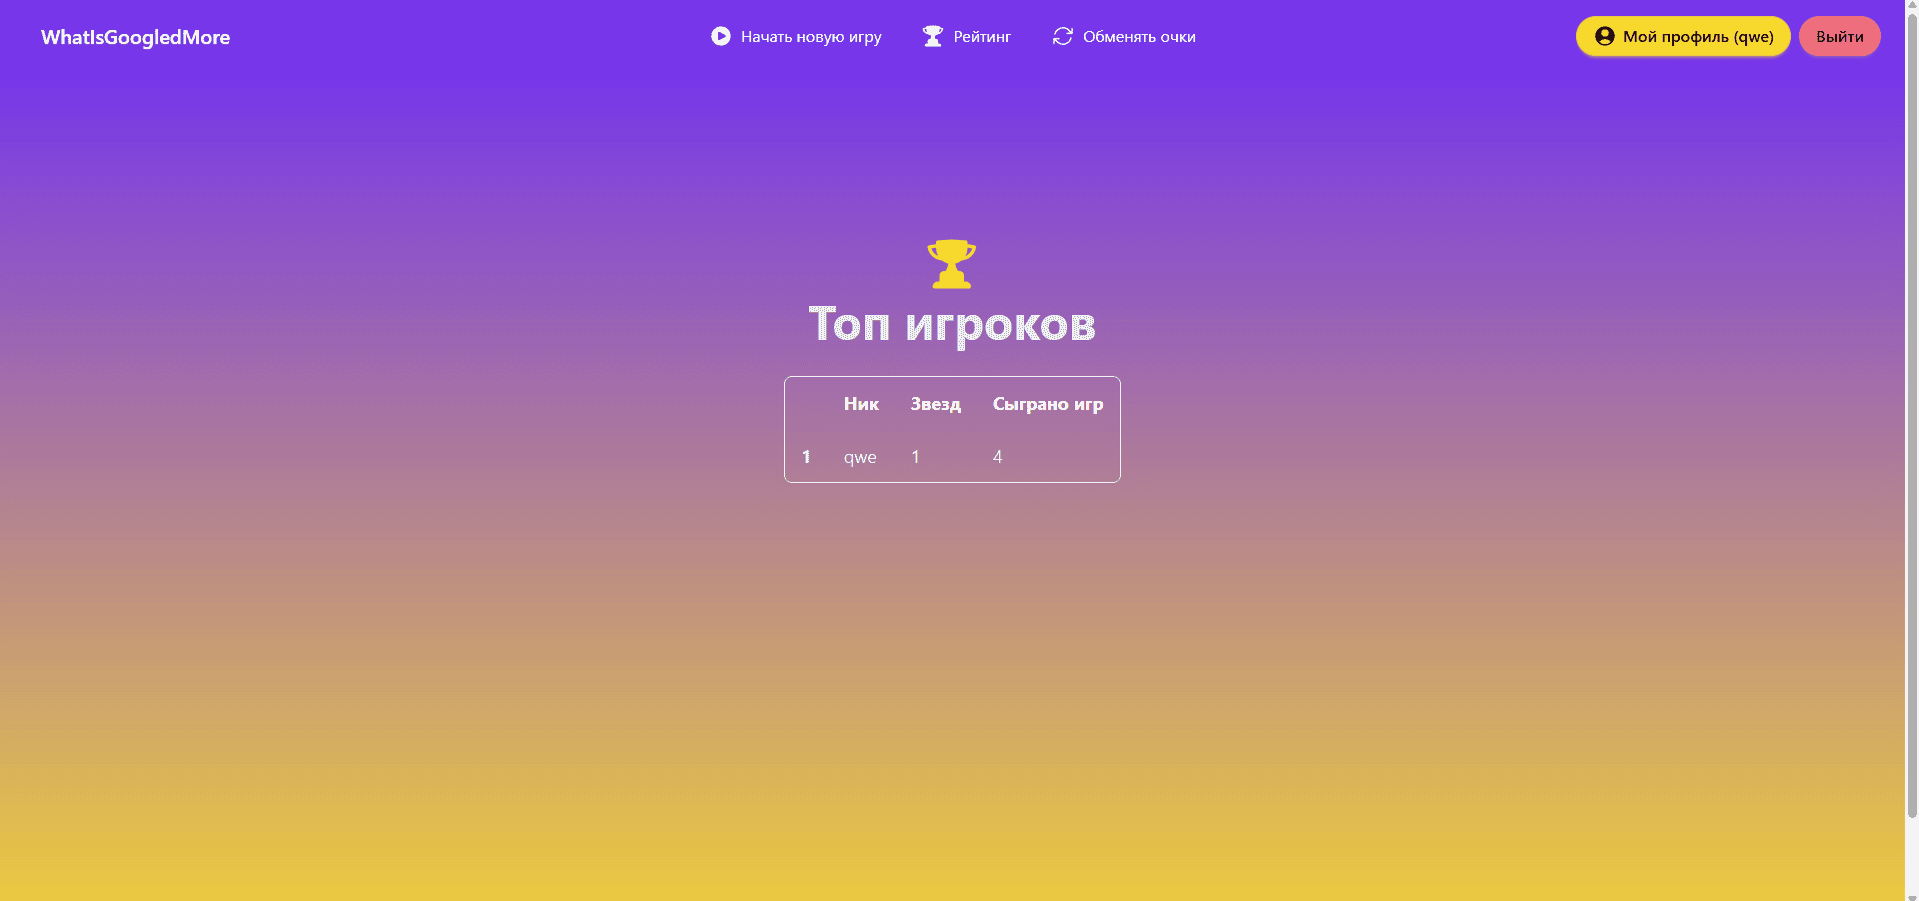 WhatIsGoogledMore
Начать новую игру
Рейтинг
Обменять очки
Мой профиль (qwe)
Выйти
Топ игроков
Ник Звезд Сыграно игр
1 qwe 1 4